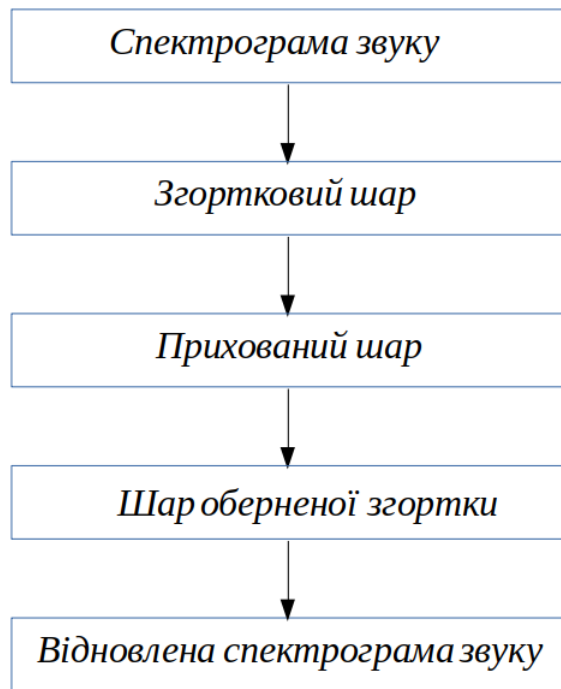 Спектрограма звуку
Згортковий шар
Прихований шар
Шар оберненої згортки
Відновлена спектрограма звуку